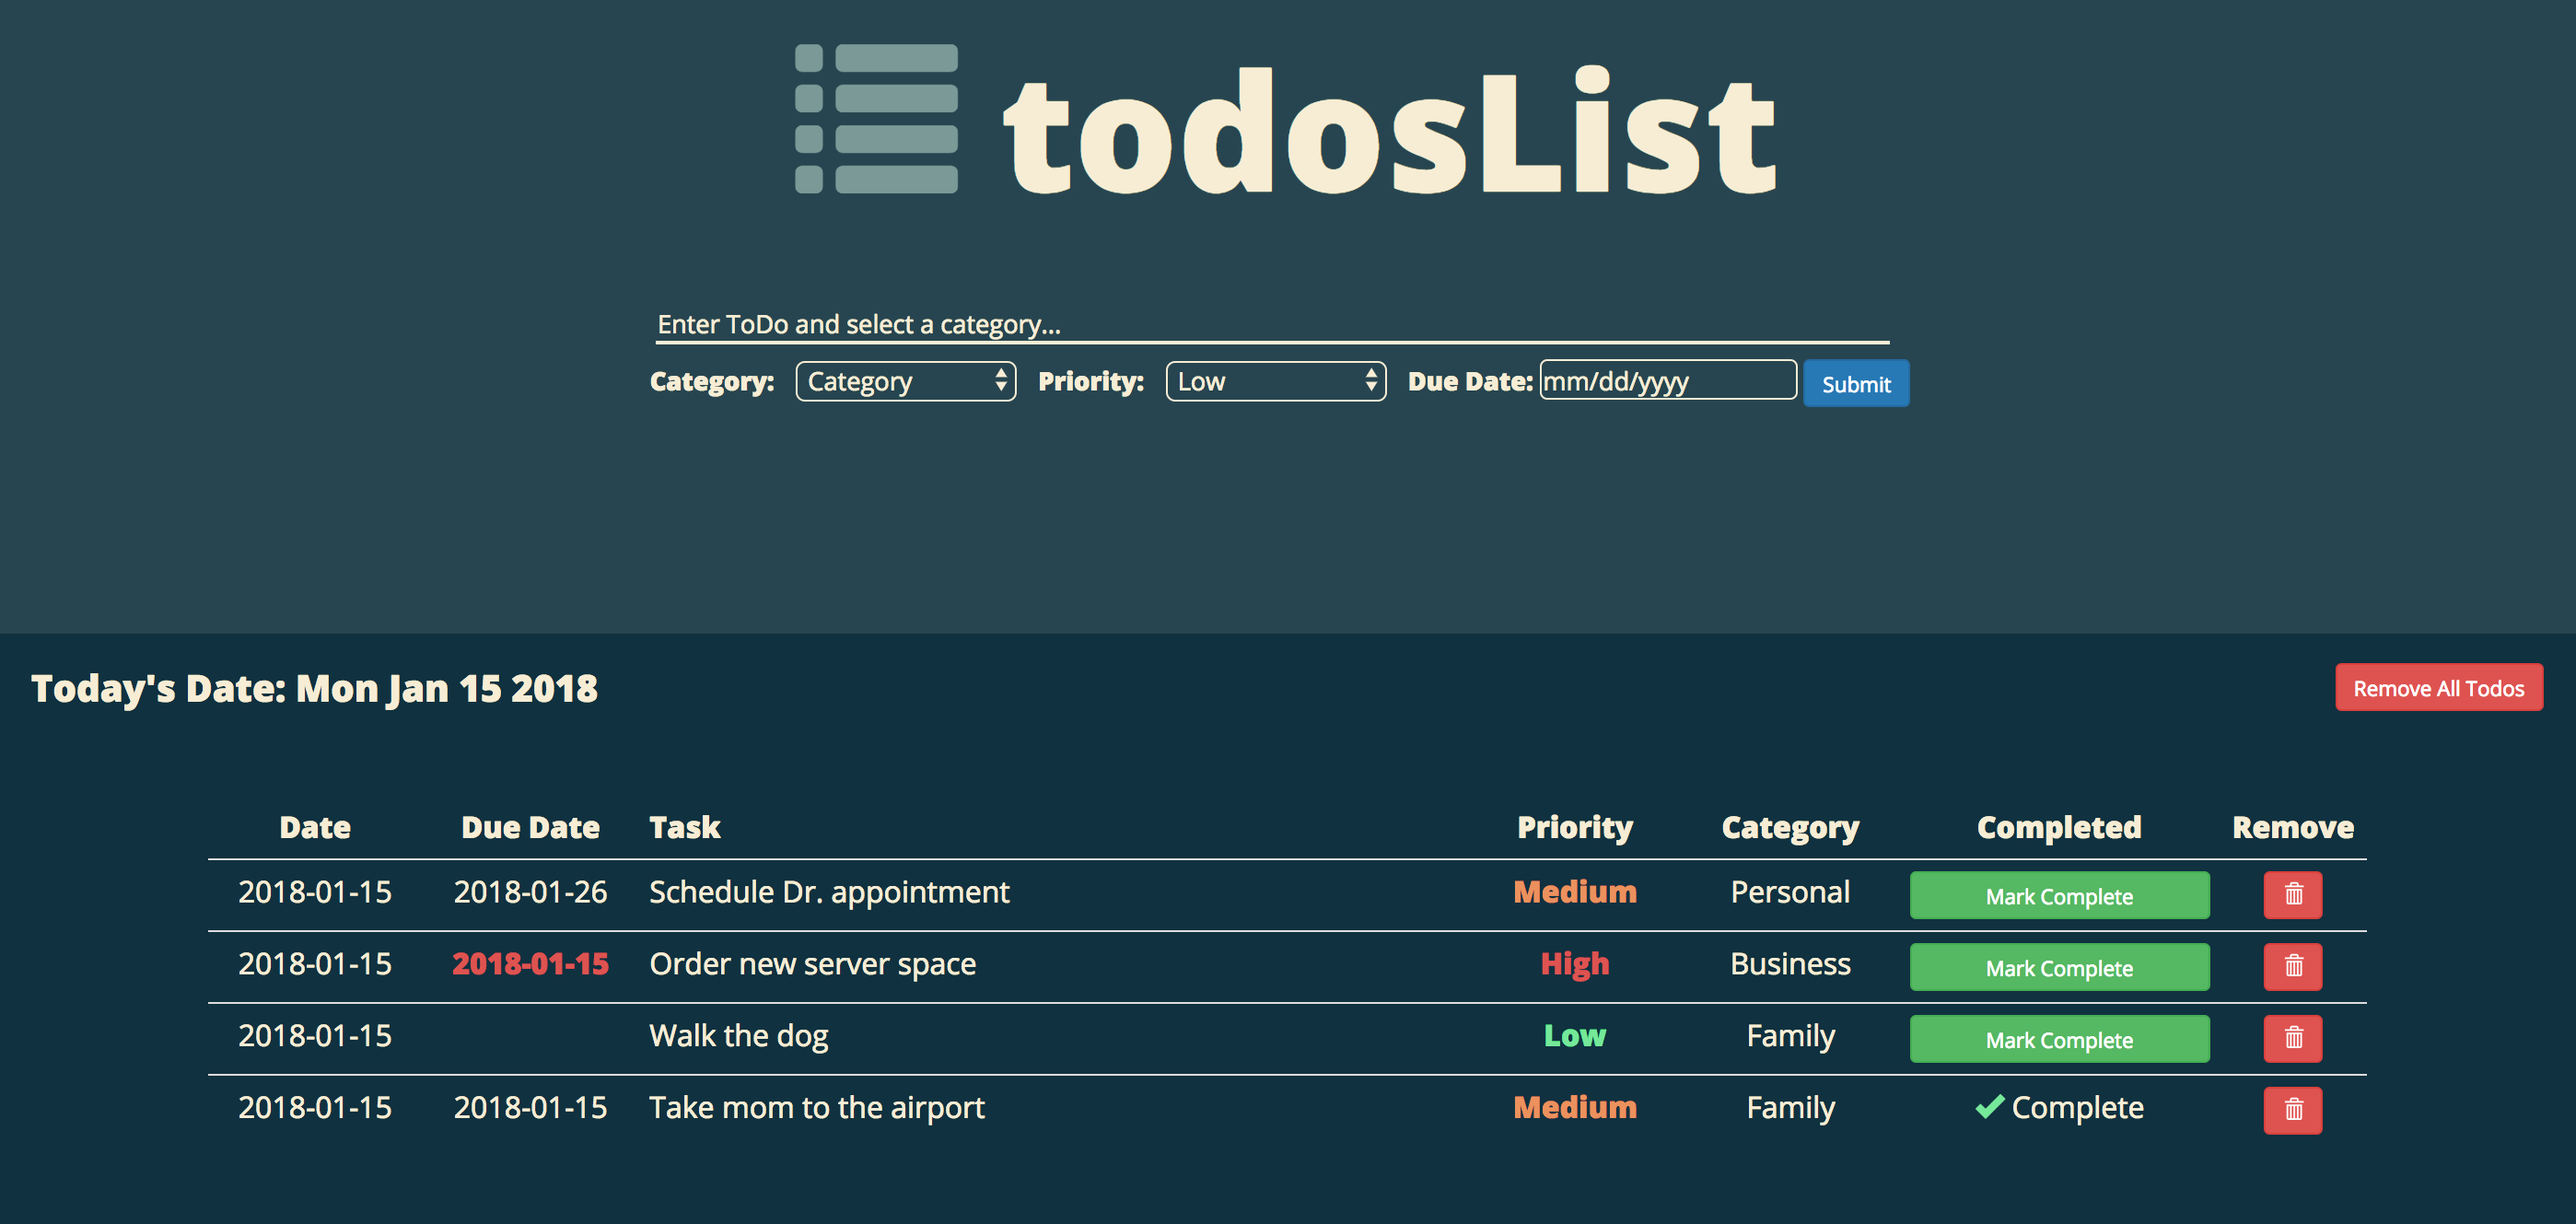 todosList
Enter ToDo and select a category...
Category: Category Priority: Low Due Date: mm/dd/yyyy Submit
Today's Date: Mon Jan 15 2018 Remove All Todos
Date Due Date Task Priority Category Completed Remove
2018-01-15 2018-01-26 Schedule Dr. appointment Medium Personal Mark Complete
2018-01-15 2018-01-15 Order new server space High Business Mark Complete
2018-01-15 Walk the dog Low Family Mark Complete
2018-01-15 2018-01-15 Take mom to the airport Medium Family Complete